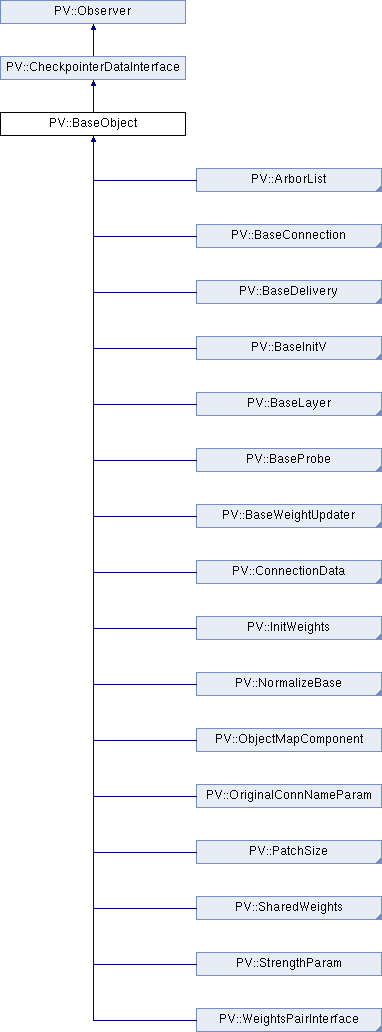 PV::Observer
PV::CheckpointerDataInterface
PV::BaseObject
PV::ArborList
PV::BaseConnection
PV::BaseDelivery
PV::BaseInitV
PV::BaseLayer
PV::BaseProbe
PV::BaseWeightUpdater
PV::ConnectionData
PV::InitWeights
PV::NormalizeBase
PV::ObjectMapComponent
PV::OriginalConnNameParam
PV::PatchSize
PV::SharedWeights
PV::StrengthParam
PV::WeightsPairInterface